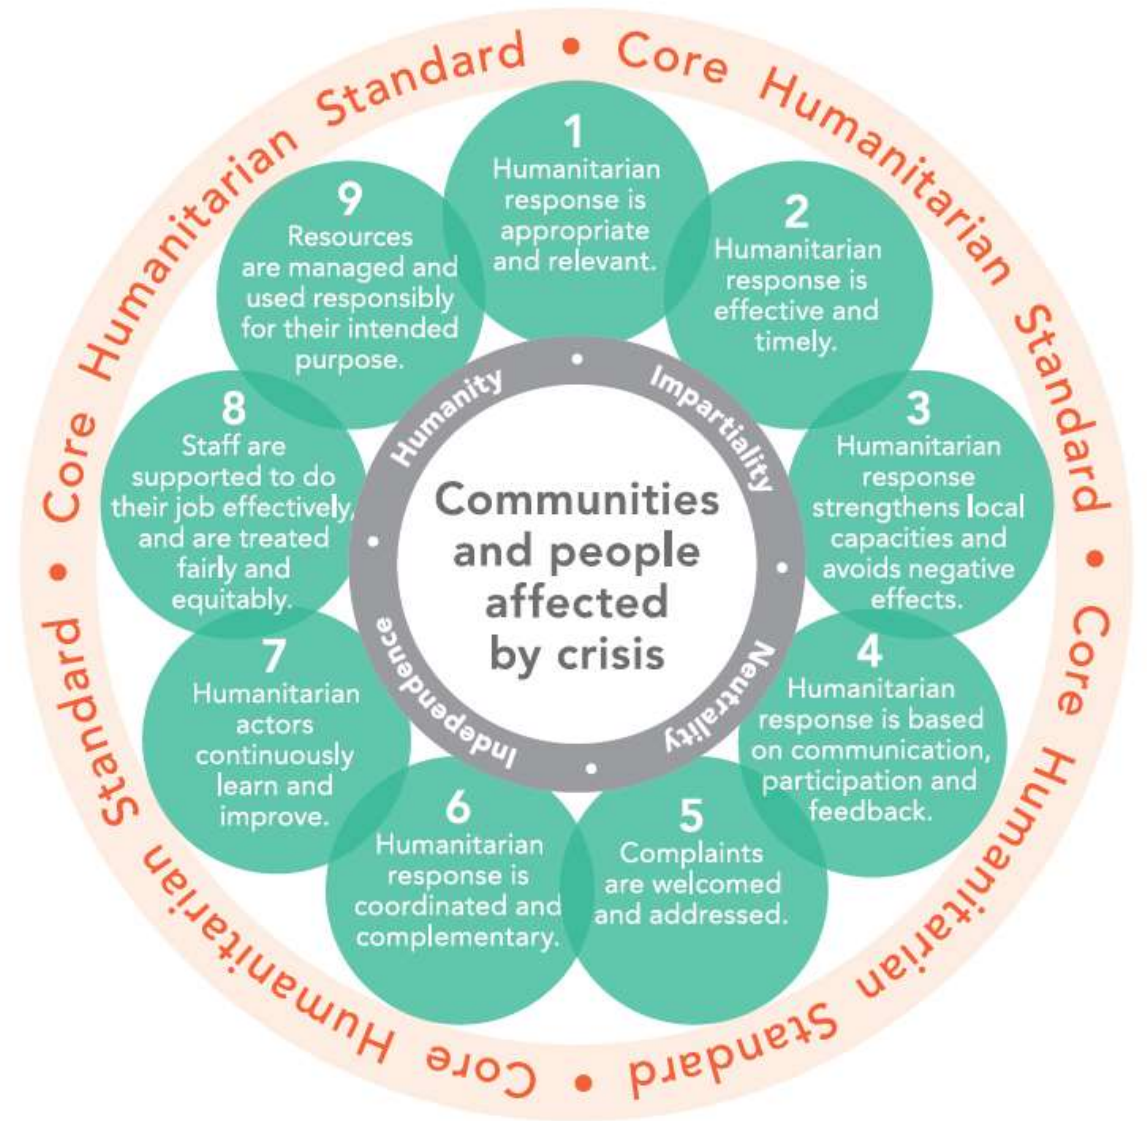 Core Humanitarian Standard • Core Humanitarian Standard • Core Humanitarian Standard • Core Humanitarian Standard •
1
Humanitarian
response is
appropriate
and relevant.
2
Humanitarian
response is
effective and
timely.
3
Humanitarian
response
strengthens local
capacities and
avoids negative
effects.
4
Humanitarian
response is based
on communication,
participation and
feedback.
5
Complaints
are welcomed
and addressed.
6
Humanitarian
response is
coordinated and
complementary.
7
Humanitarian
actors
continuously
learn and
improve.
8
Staff are
supported to do
their job effectively,
and are treated
fairly and
equitably.
9
Resources
are managed and
used responsibly
for their intended
purpose.
Humanity • Impartiality • Neutrality • Independence •
Communities
and people
affected
by crisis